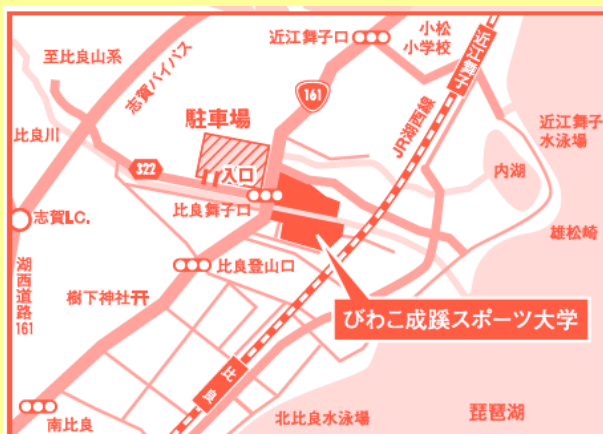 近江舞子口
小松
小学校
近江舞子
至比良山系
志賀バイパス
161
JR湖西線
駐車場
近江舞子
水泳場
比良川
322
入口
内湖
比良舞子口
志賀I.C.
雄松崎
比良登山口
湖西道路
161
樹下神社
びわこ成蹊スポーツ大学
比良
南比良
北比良水泳場
琵琶湖